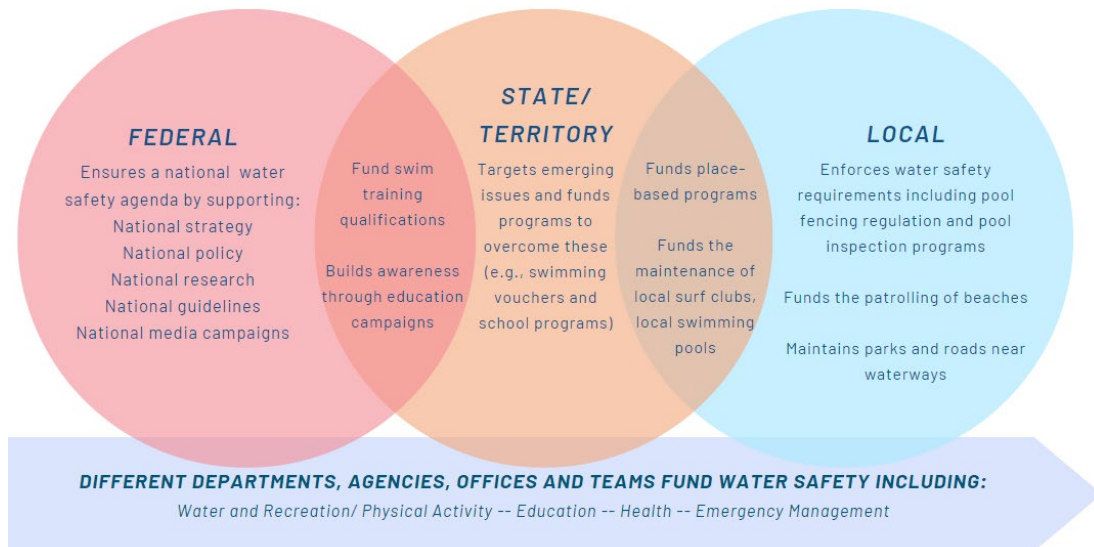 FEDERAL
Ensures a national water
safety agenda by supporting:
National strategy
National policy
National research
National guidelines
National media campaigns
Fund swim
training
qualifications
Builds awareness
through education
campaigns
STATE/
TERRITORY
Targets emerging
issues and funds
programs to
overcome these
(e.g., swimming
vouchers and
school programs)
Funds place-
based programs
Funds the
maintenance of
local surf clubs,
local swimming
pools
LOCAL
Enforces water safety
requirements including pool
fencing regulation and pool
inspection programs
Funds the patrolling of beaches
Maintains parks and roads near
waterways
DIFFERENT DEPARTMENTS, AGENCIES, OFFICES AND TEAMS FUND WATER SAFETY INCLUDING:
Water and Recreation/ Physical Activity -- Education -- Health -- Emergency Management